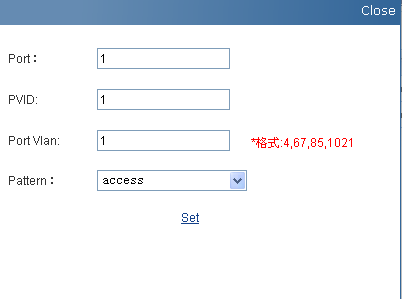 Close
Port： 1
PVID: 1
Port Vlan: 1 *格式:4,67,85,1021
Pattern： access
Set